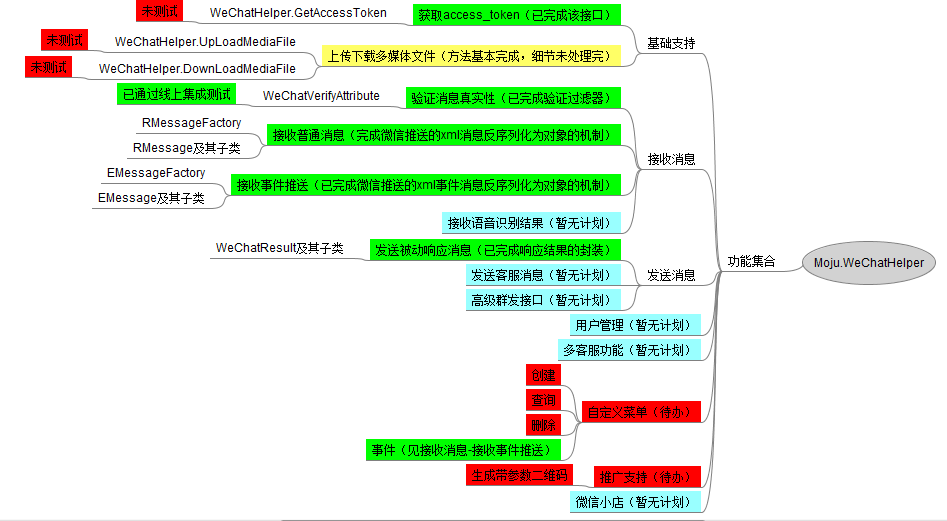 未测试
WeChatHelper.GetAccessToken
获取access_token（已完成该接口）
未测试
WeChatHelper.UpLoadMediaFile
基础支持
上传下载多媒体文件（方法基本完成，细节未处理完）
未测试
WeChatHelper.DownLoadMediaFile
已通过线上集成测试
WeChatVerifyAttribute
验证消息真实性（已完成验证过滤器）
RMessageFactory
接收普通消息（完成微信推送的xml消息反序列化为对象的机制）
RMessage及其子类
接收消息
EMessageFactory
接收事件推送（已完成微信推送的xml事件消息反序列化为对象的机制）
EMessage及其子类
接收语音识别结果（暂无计划）
WeChatResult及其子类
发送被动响应消息（已完成响应结果的封装）
功能集合
Moju.WeChatHelper
发送客服消息（暂无计划）
发送消息
高级群发接口（暂无计划）
用户管理（暂无计划）
多客服功能（暂无计划）
创建
查询
自定义菜单（待办）
删除
事件（见接收消息-接收事件推送）
生成带参数二维码
推广支持（待办）
微信小店（暂无计划）